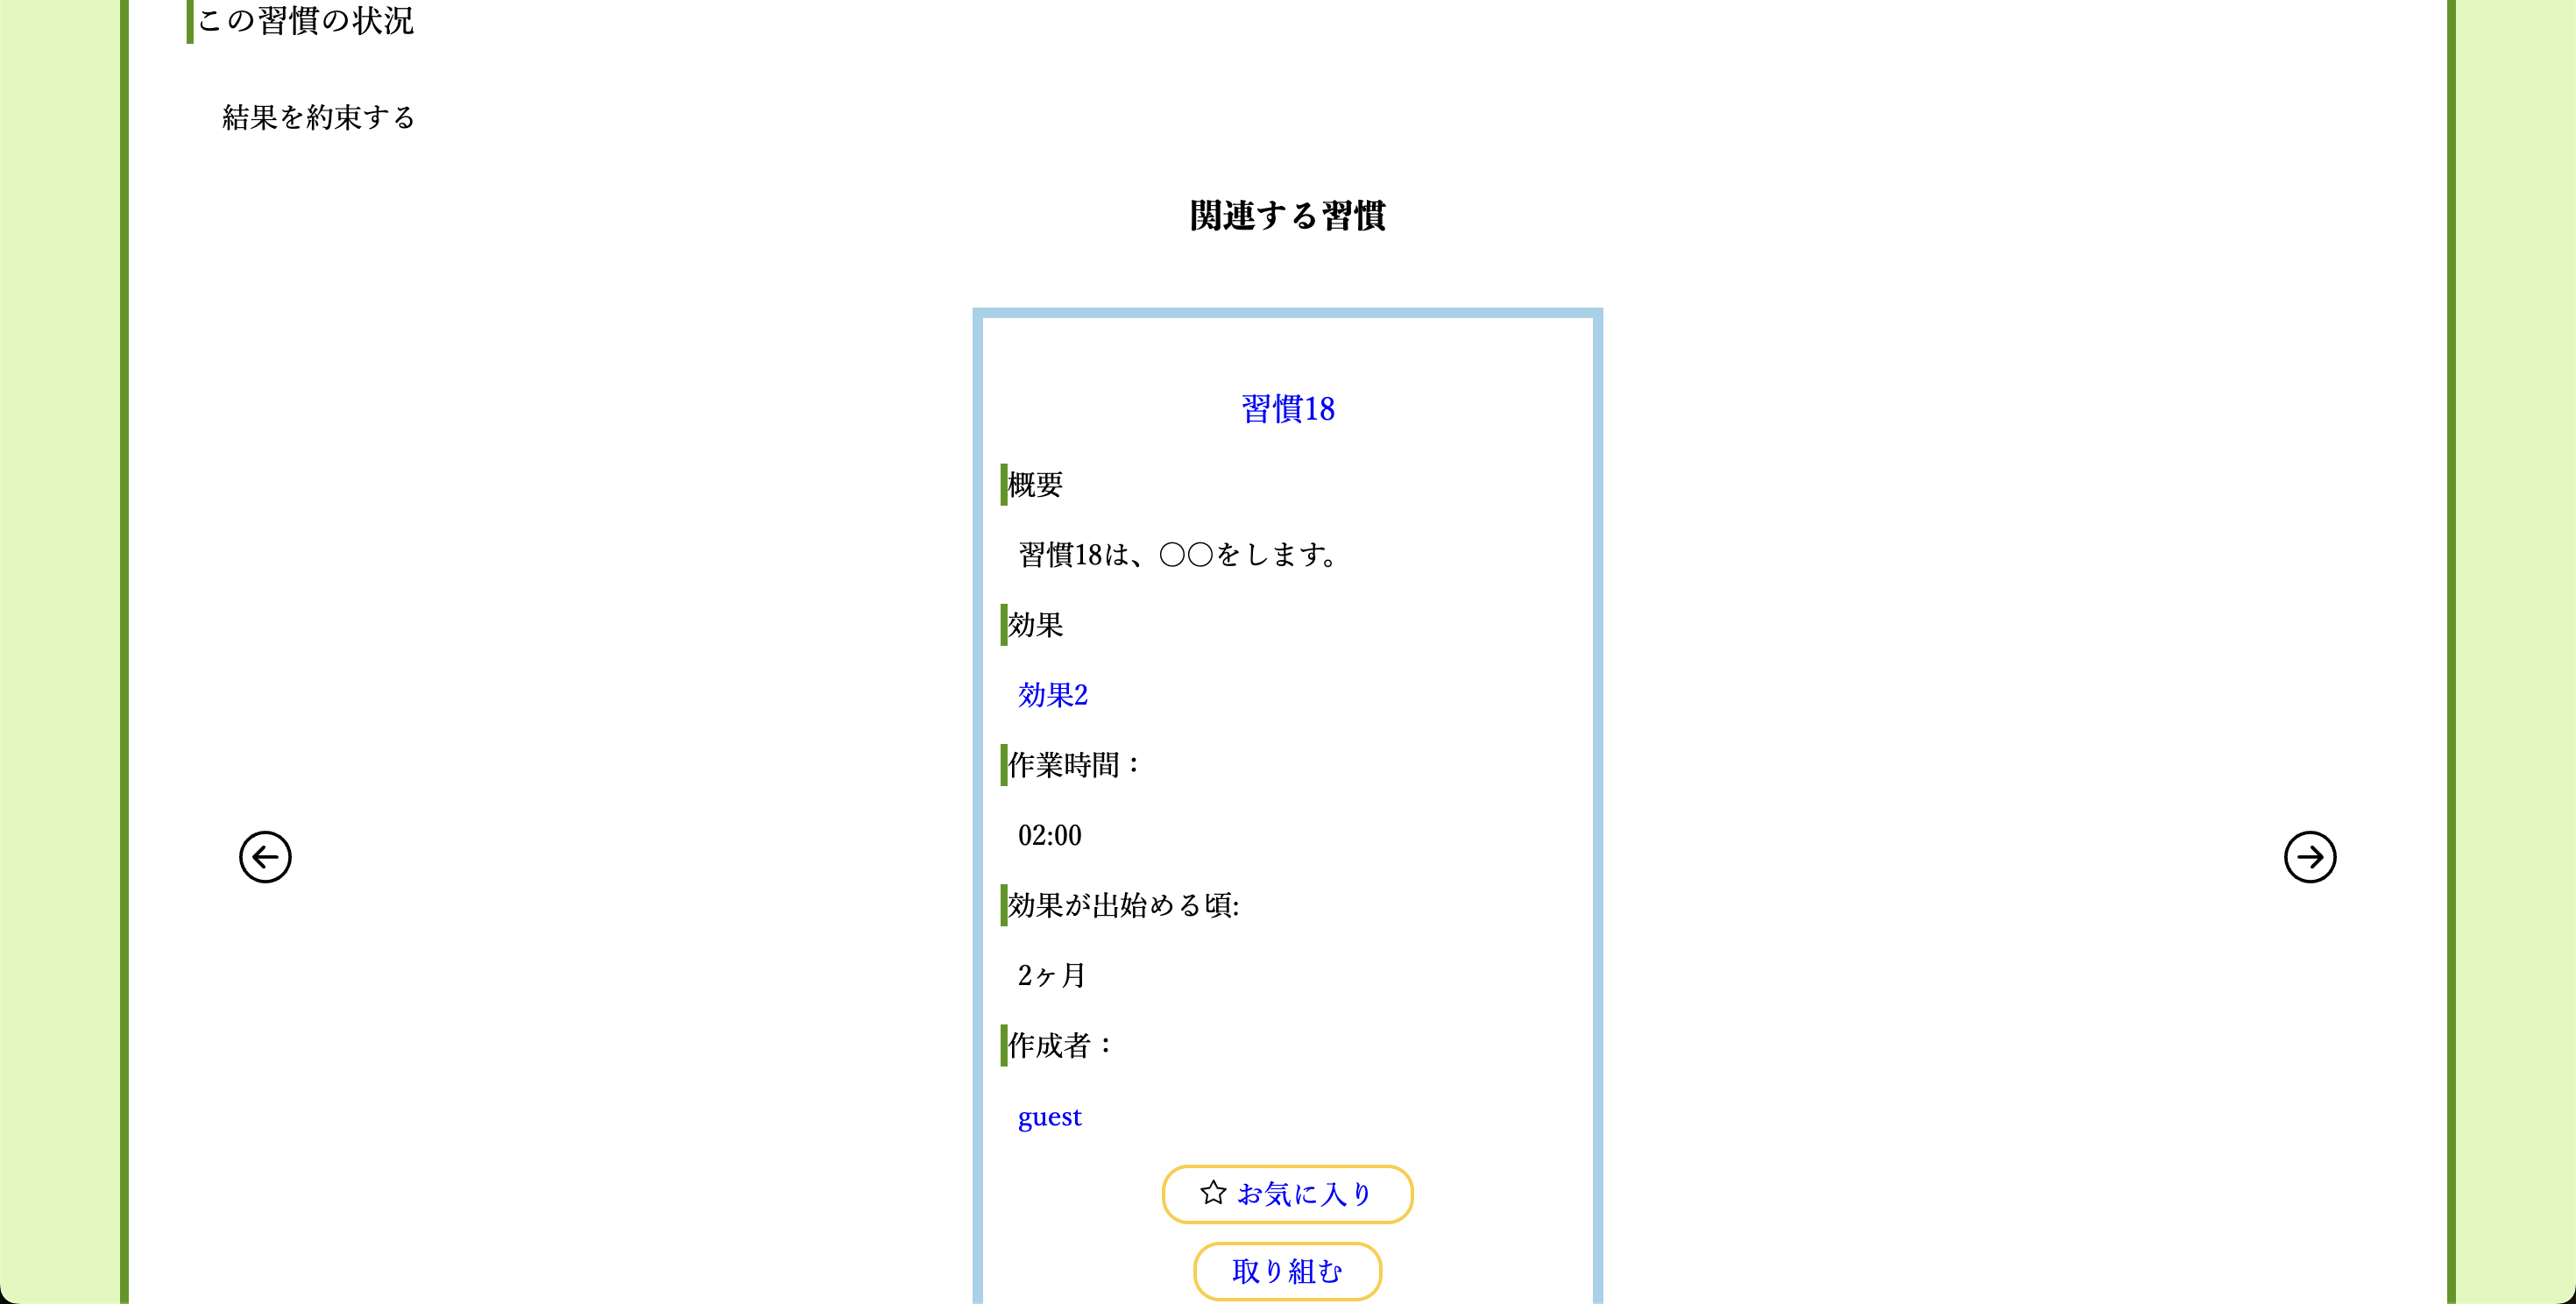 この習慣の状況
結果を約束する
関連する習慣
習慣18
概要
習慣18は、〇〇をします。
効果
効果2
作業時間：
02:00
効果が出始める頃:
2ヶ月
作成者：
guest
お気に入り
取り組む